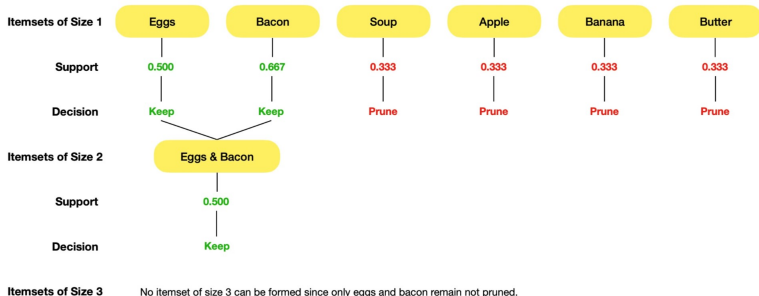 Itemsets of Size 1 Eggs Bacon Soup Apple Banana Butter
Support 0.500 0.667 0.333 0.333 0.333 0.333
Decision Keep Keep Prune Prune Prune Prune
Itemsets of Size 2 Eggs & Bacon
Support 0.500
Decision Keep
Itemsets of Size 3 No itemset of size 3 can be formed since only eggs and bacon remain not pruned.